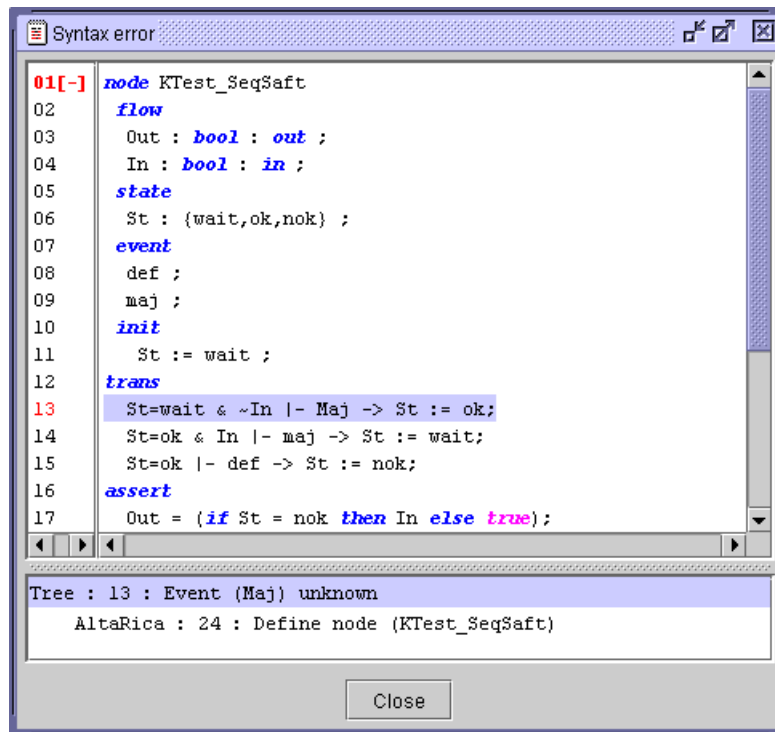 Syntax error
01[-] node KTest_SeqSaft
02 flow
03 Out : bool : out ;
04 In : bool : in ;
05 state
06 St : {wait,ok,nok} ;
07 event
08 def ;
09 maj ;
10 init
11 St := wait ;
12 trans
13 St=wait & ~In |- Maj -> St := ok;
14 St=ok & In |- maj -> St := wait;
15 St=ok |- def -> St := nok;
16 assert
17 Out = (if St = nok then In else true);
Tree : 13 : Event (Maj) unknown
AltaRica : 24 : Define node (KTest_SeqSaft)
Close